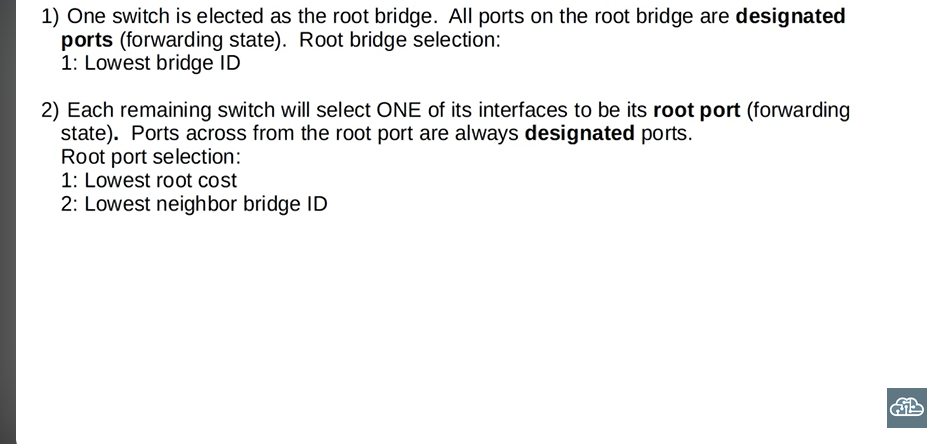 1) One switch is elected as the root bridge.  All ports on the root bridge are designated
ports (forwarding state).  Root bridge selection:
1: Lowest bridge ID
2) Each remaining switch will select ONE of its interfaces to be its root port (forwarding
state).  Ports across from the root port are always designated ports.
Root port selection:
1: Lowest root cost
2: Lowest neighbor bridge ID